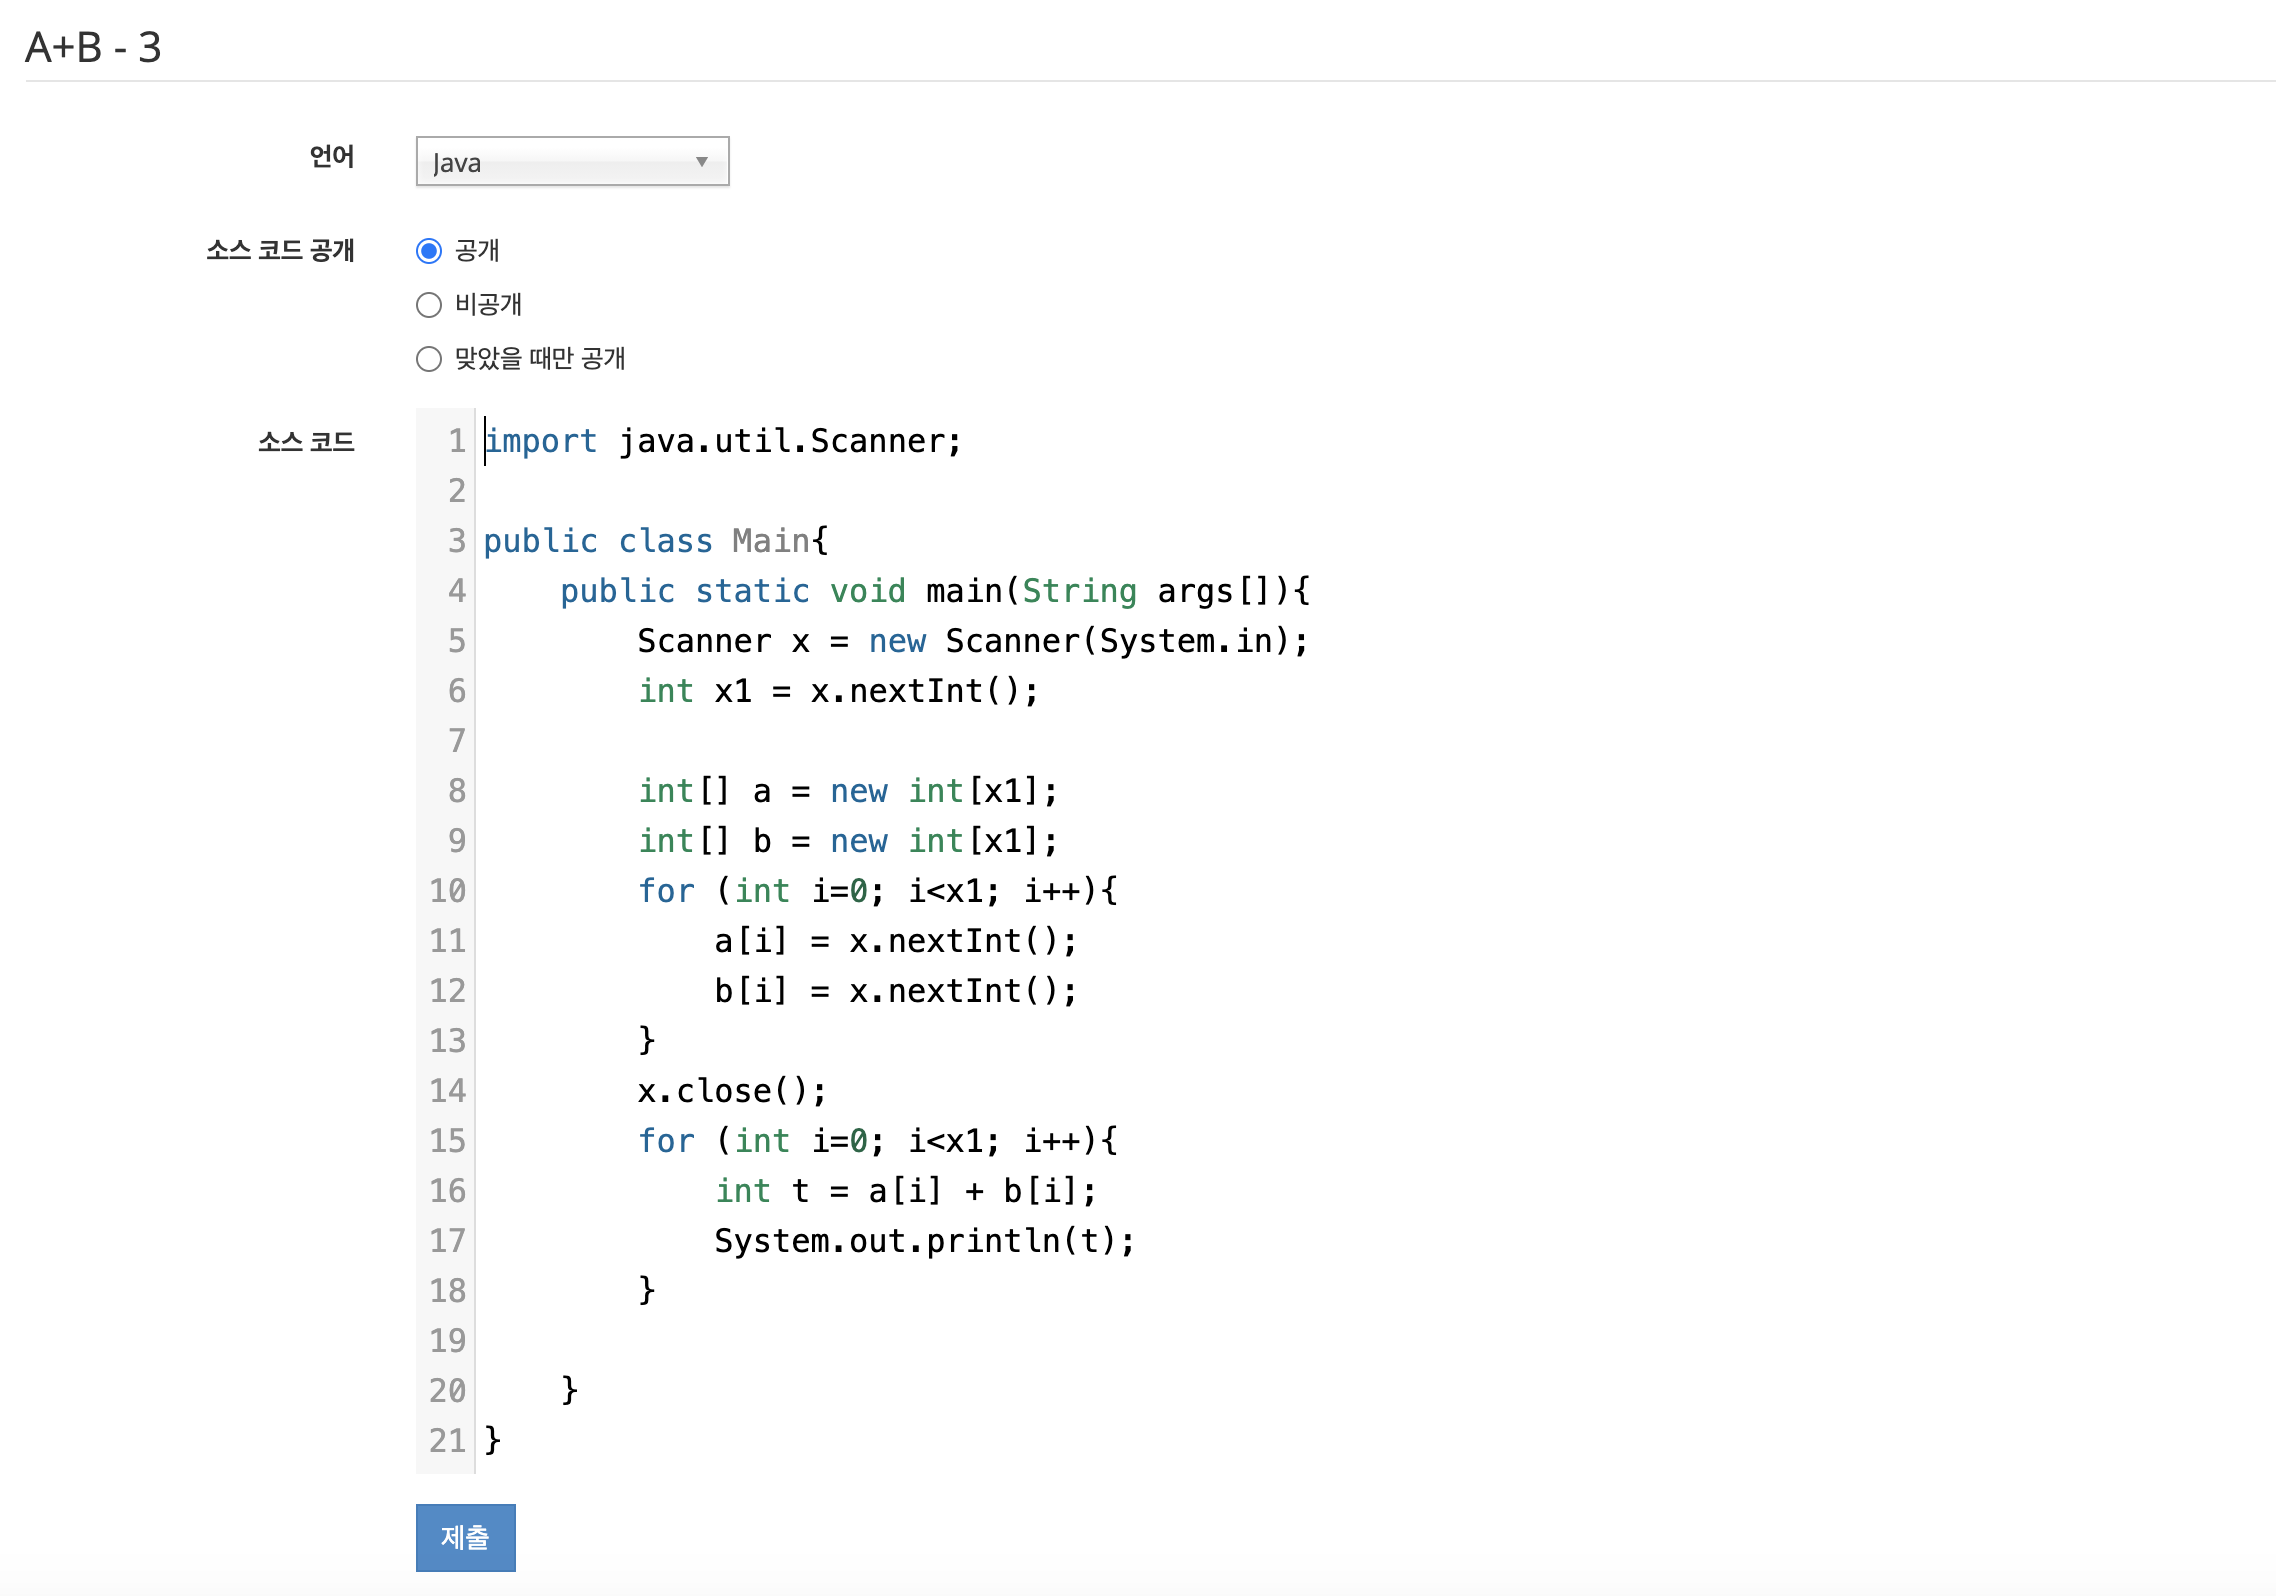 A+B - 3
언어
Java
소스 코드 공개
공개
비공개
맞았을 때만 공개
소스 코드
1 import java.util.Scanner;
2
3 public class Main{
4     public static void main(String args[]){
5         Scanner x = new Scanner(System.in);
6         int x1 = x.nextInt();
7
8         int[] a = new int[x1];
9         int[] b = new int[x1];
10         for (int i=0; i<x1; i++){
11             a[i] = x.nextInt();
12             b[i] = x.nextInt();
13         }
14         x.close();
15         for (int i=0; i<x1; i++){
16             int t = a[i] + b[i];
17             System.out.println(t);
18         }
19
20     }
21 }
제출